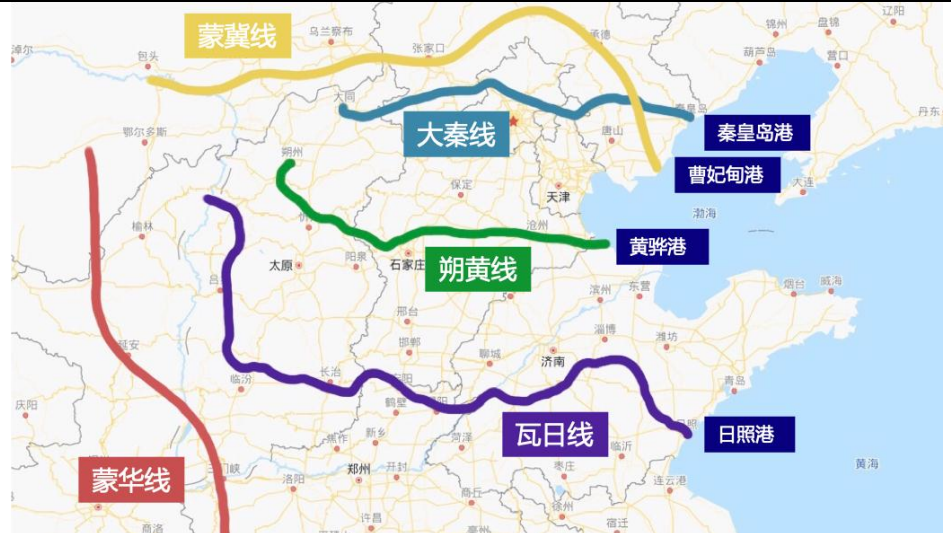 蒙冀线
乌兰察布
承德
辽阳
锦州
盘锦
包头
张家口
葫芦岛
营口
大同
秦皇岛
丹东
鄂尔多斯
大秦线
唐山
秦皇岛港
朔州
保定
天津
曹妃甸港
大连
榆林
忻
沧州
渤海
太原
阳泉
石家庄
朔黄线
黄骅港
吕
滨州
东营
烟台
威海
邢台
淄博
潍坊
延安
邯郸
聊城
济南
临汾
长治
安阳
青岛
庆阳
鹤壁
瓦日线
日照
日照港
焦作
新乡
菏泽
临沂
蒙华线
三门峡
洛阳
郑州
开封
枣庄
连云港
黄海
商丘
徐州
商洛
许昌
亳州
宿迁